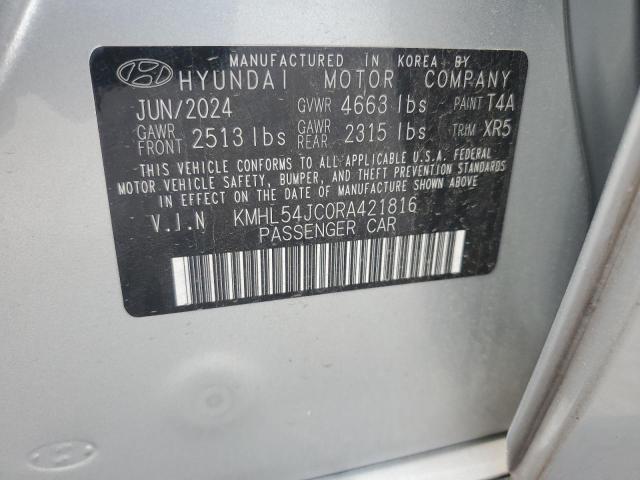 MANUFACTURED IN KOREA BY
HYUNDAI MOTOR COMPANY
JUN/2024 GVWR 4663 lbs PAINT T4A
GAWR FRONT 2513 lbs GAWR REAR 2315 lbs TRIM XR5
THIS VEHICLE CONFORMS TO ALL APPLICABLE U.S.A. FEDERAL
MOTOR VEHICLE SAFETY, BUMPER, AND THEFT PREVENTION STANDARDS
IN EFFECT ON THE DATE OF MANUFACTURE SHOWN ABOVE.
V.I.N KMHL54JC0RA421816
PASSENGER CAR